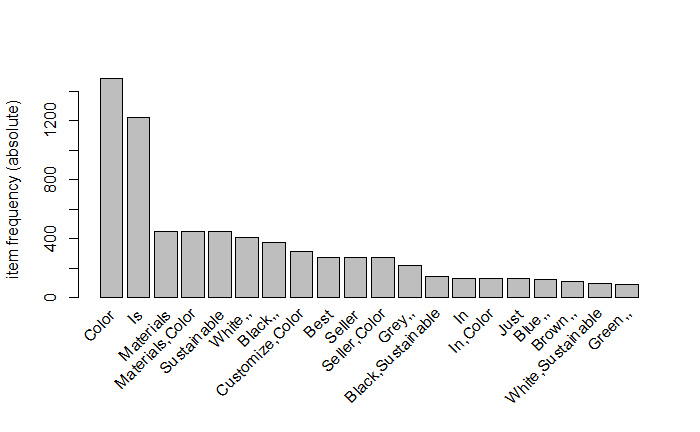 item frequency (absolute)
1200
800
400
0
Color
Is
Materials
Materials,Color
Sustainable
White,,
Black,,
Customize,Color
Best
Seller
Seller,Color
Grey,,
Black,Sustainable
In
In,Color
Just
Blue,,
Brown,,
White,Sustainable
Green,,